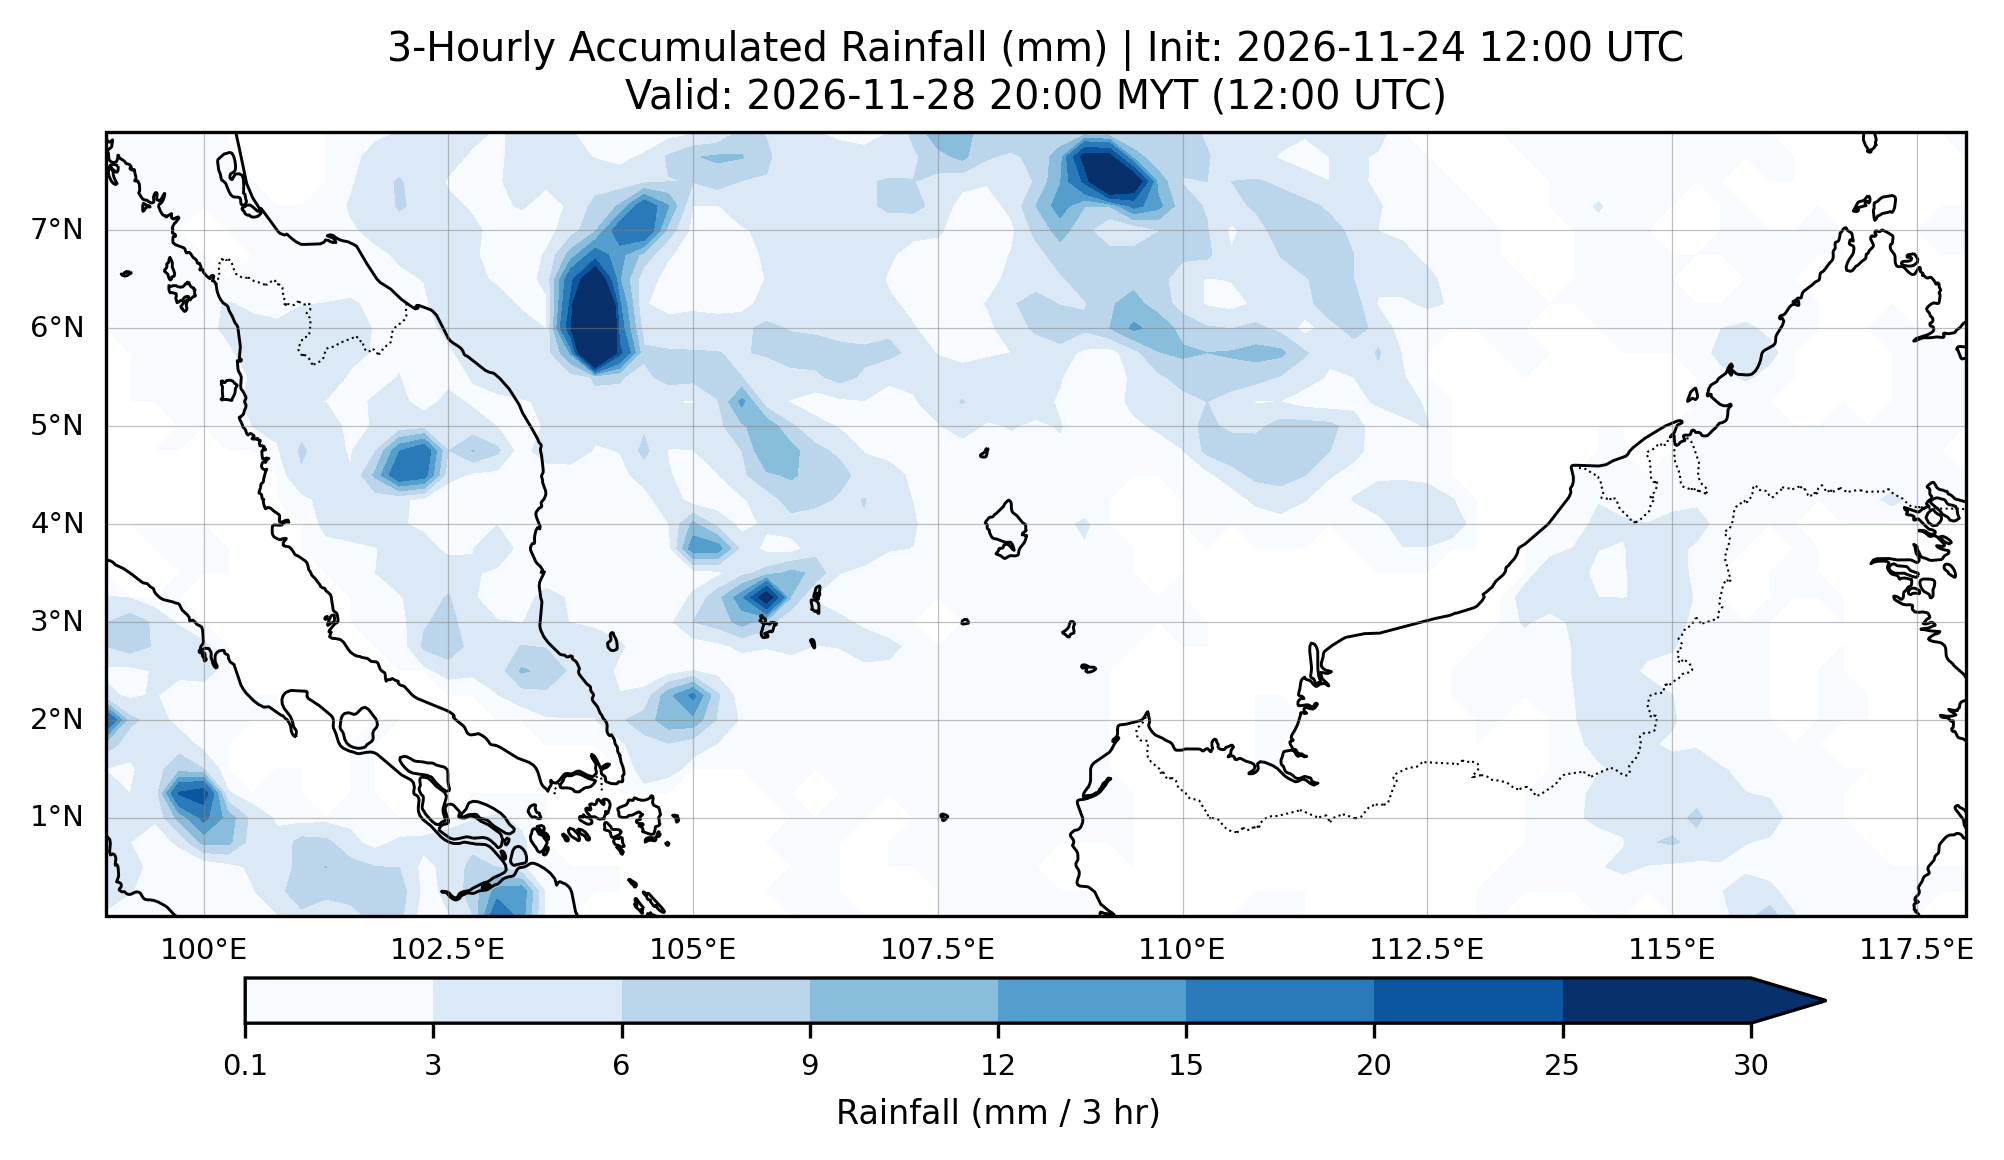 3-Hourly Accumulated Rainfall (mm) | Init: 2026-11-24 12:00 UTC
Valid: 2026-11-28 20:00 MYT (12:00 UTC)
7°N
6°N
5°N
4°N
3°N
2°N
1°N
100°E 102.5°E 105°E 107.5°E 110°E 112.5°E 115°E 117.5°E
0.1 3 6 9 12 15 20 25 30
Rainfall (mm / 3 hr)